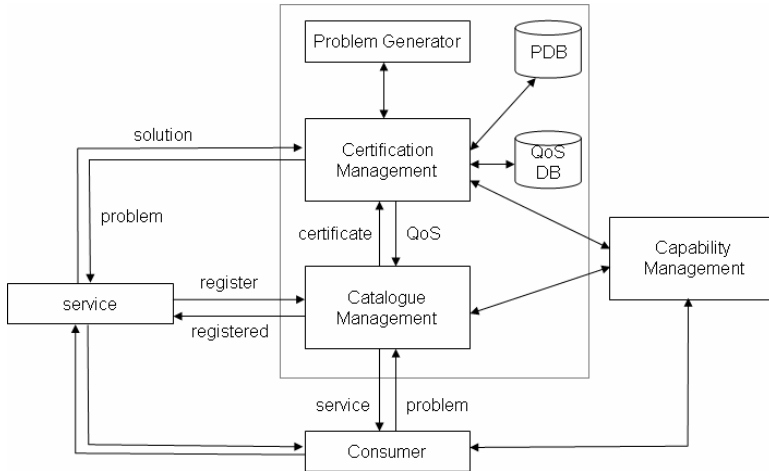 Problem Generator
PDB
solution
Certification
Management
QoS
DB
problem
certificate
QoS
Capability
Management
register
service
Catalogue
Management
registered
service
problem
Consumer